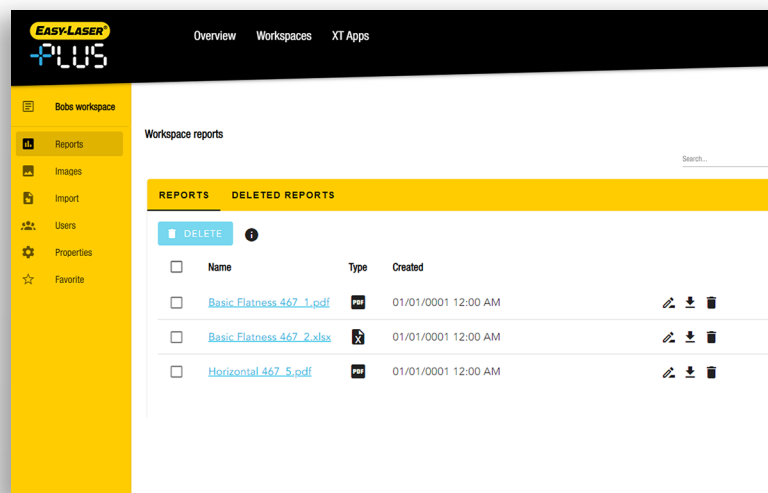 EASY-LASER®
+PLUS
Overview Workspaces XT Apps
Bobs workspace
Reports
Images
Import
Users
Properties
Favorite
Workspace reports
Search...
REPORTS DELETED REPORTS
DELETE
Name Type Created
Basic Flatness 467_1.pdf PDF 01/01/0001 12:00 AM
Basic Flatness 467_2.xlsx X 01/01/0001 12:00 AM
Horizontal 467_5.pdf PDF 01/01/0001 12:00 AM